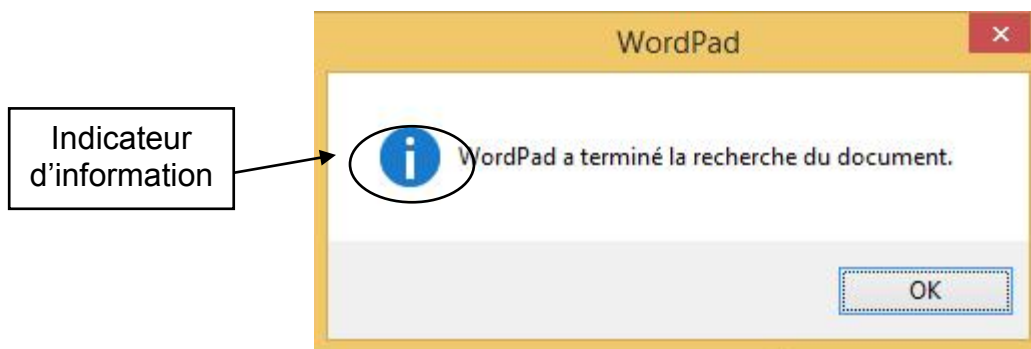 WordPad
Indicateur
d'information
WordPad a terminé la recherche du document.
OK